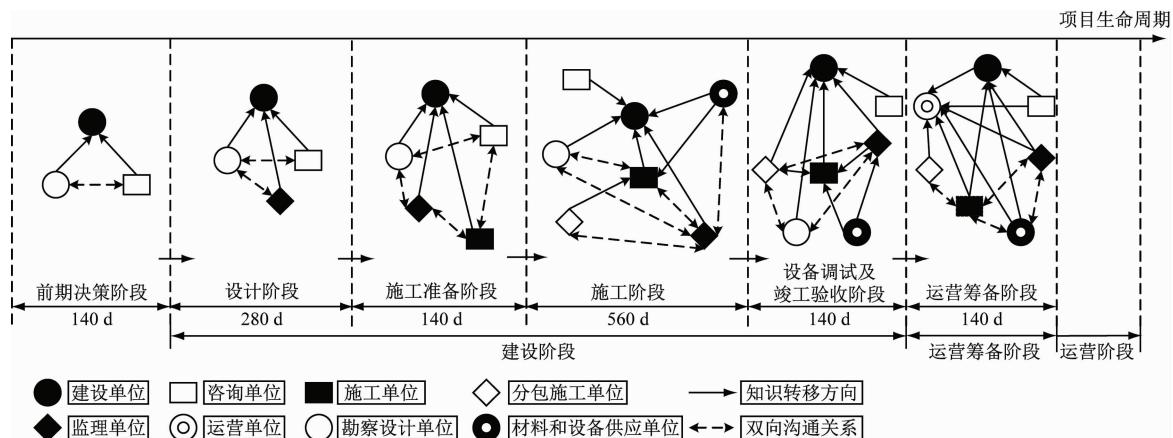 项目生命周期
前期决策阶段
设计阶段
施工准备阶段
施工阶段
设备调试及
竣工验收阶段
运营筹备阶段
140 d
280 d
140 d
560 d
140 d
140 d
建设阶段
运营筹备阶段
运营阶段
建设单位
咨询单位
施工单位
分包施工单位
知识转移方向
监理单位
运营单位
勘察设计单位
材料和设备供应单位
双向沟通关系